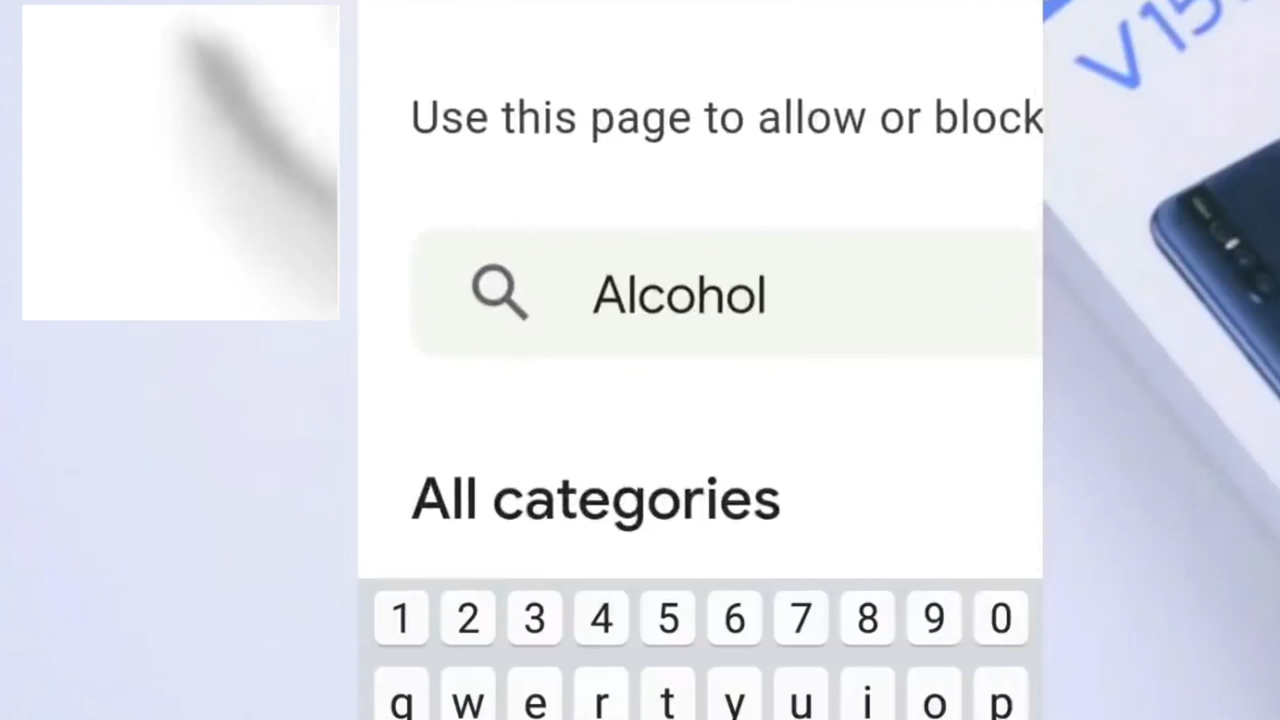 Use this page to allow or block
Alcohol
All categories
1 2 3 4 5 6 7 8 9 0
q w e r t y u i o p
V15